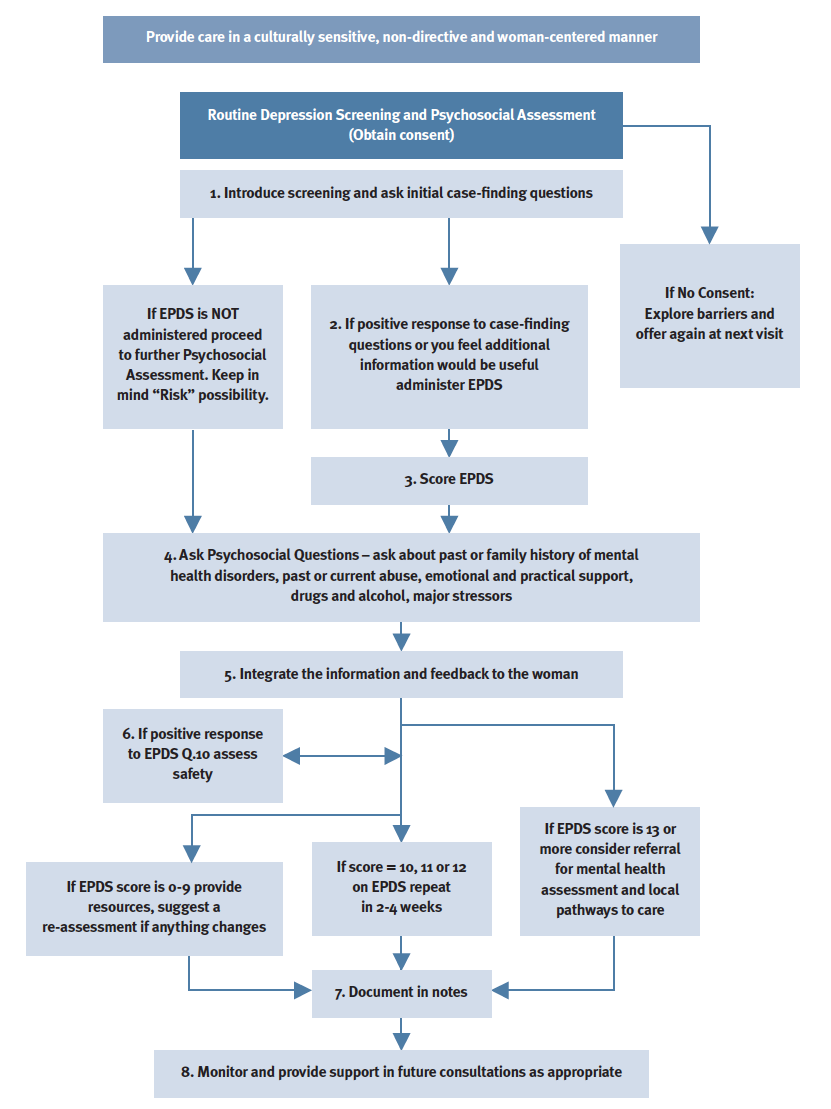 Provide care in a culturally sensitive, non-directive and woman-centered manner
Routine Depression Screening and Psychosocial Assessment
(Obtain consent)
1. Introduce screening and ask initial case-finding questions
If No Consent:
Explore barriers and
offer again at next visit
If EPDS is NOT
administered proceed
to further Psychosocial
Assessment. Keep in
mind “Risk” possibility.
2. If positive response to case-finding
questions or you feel additional
information would be useful
administer EPDS
3. Score EPDS
4. Ask Psychosocial Questions – ask about past or family history of mental
health disorders, past or current abuse, emotional and practical support,
drugs and alcohol, major stressors
5. Integrate the information and feedback to the woman
6. If positive response
to EPDS Q.10 assess
safety
If EPDS score is 0-9 provide
resources, suggest a
re-assessment if anything changes
If score = 10, 11 or 12
on EPDS repeat
in 2-4 weeks
If EPDS score is 13 or
more consider referral
for mental health
assessment and local
pathways to care
7. Document in notes
8. Monitor and provide support in future consultations as appropriate